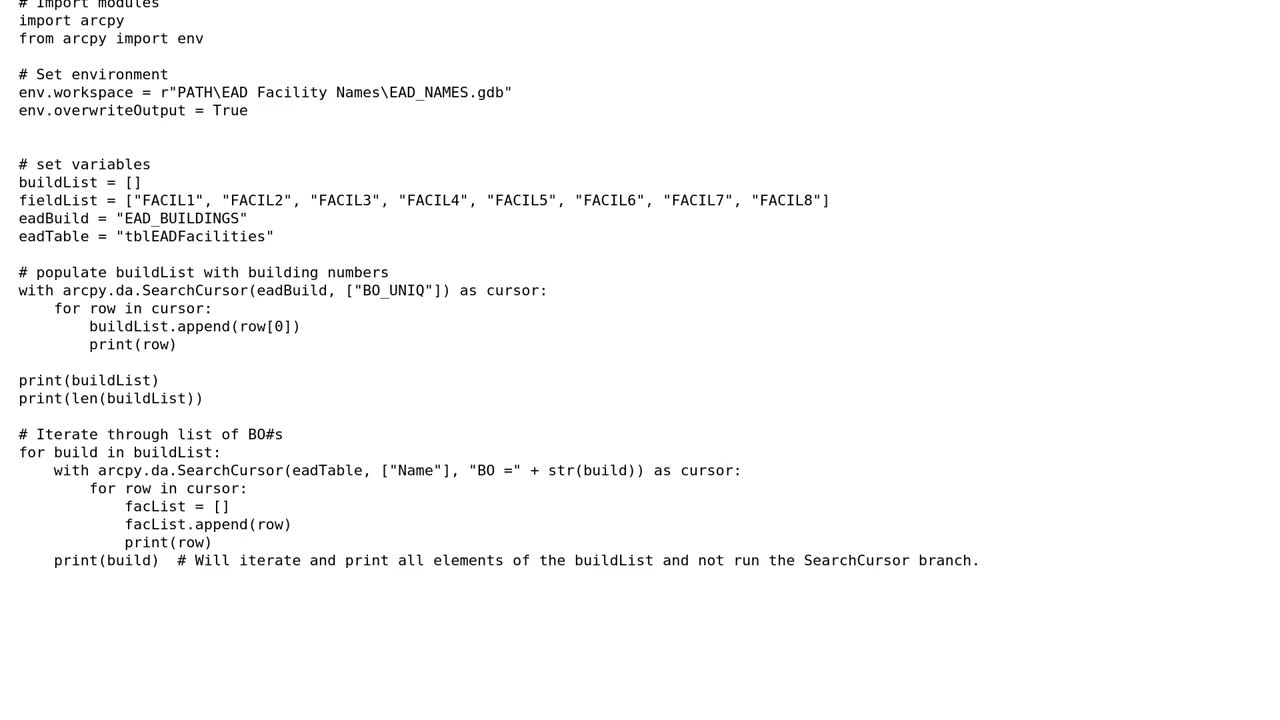 # Import modules
import arcpy
from arcpy import env
# Set environment
env.workspace = r"PATH\EAD Facility Names\EAD_NAMES.gdb"
env.overwriteOutput = True
# set variables
buildList = []
fieldList = ["FACIL1", "FACIL2", "FACIL3", "FACIL4", "FACIL5", "FACIL6", "FACIL7", "FACIL8"]
eadBuild = "EAD_BUILDINGS"
eadTable = "tblEADFacilities"
# populate buildList with building numbers
with arcpy.da.SearchCursor(eadBuild, ["BO_UNIQ"]) as cursor:
    for row in cursor:
        buildList.append(row[0])
        print(row)
print(buildList)
print(len(buildList))
# Iterate through list of BO#s
for build in buildList:
    with arcpy.da.SearchCursor(eadTable, ["Name"], "BO =" + str(build)) as cursor:
        for row in cursor:
            facList = []
            facList.append(row)
            print(row)
    print(build)  # Will iterate and print all elements of the buildList and not run the SearchCursor branch.